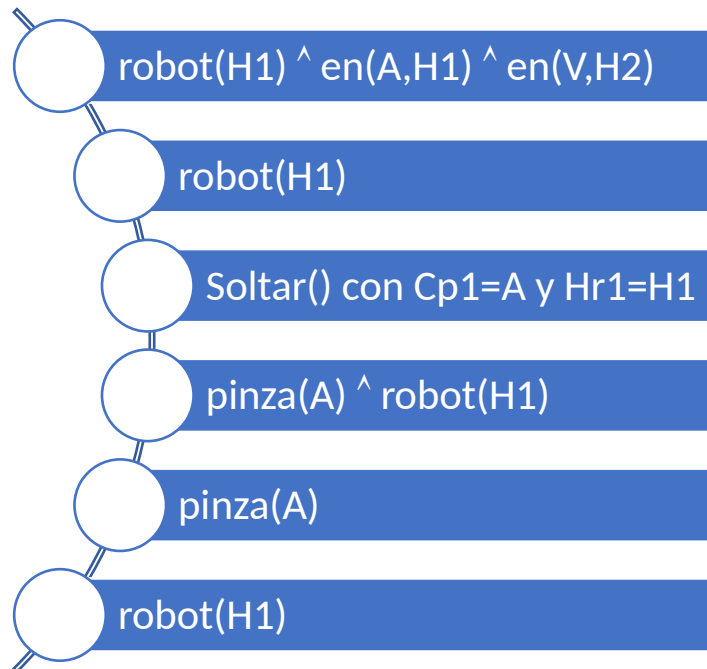 robot(H1) ^ en(A,H1) ^ en(V,H2)
robot(H1)
Soltar() con Cp1=A y Hr1=H1
pinza(A) ^ robot(H1)
pinza(A)
robot(H1)